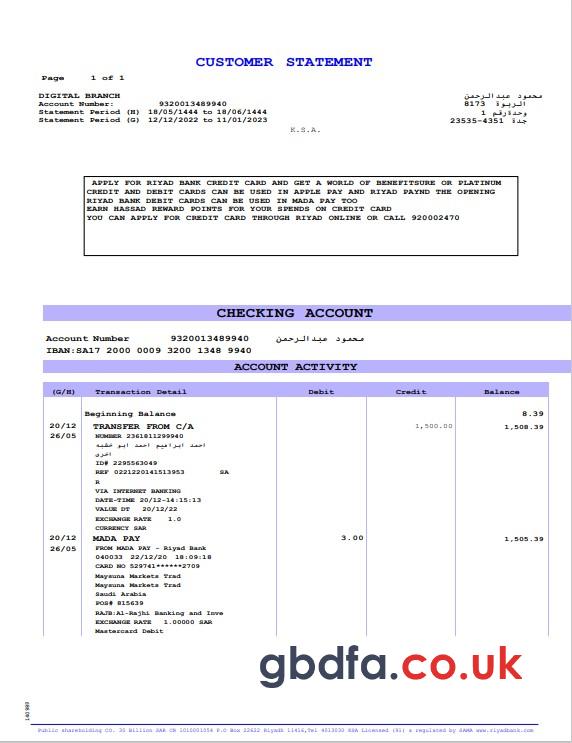 CUSTOMER STATEMENT
Page 1 of 1
DIGITAL BRANCH
Account Number: 9320013489940
Statement Period (H) 18/05/1444 to 18/06/1444
Statement Period (G) 12/12/2022 to 11/01/2023
محمود عبدالرحمن
الربوة 8173
وحدةرقم 1
جدة 4351-23535
K.S.A.
APPLY FOR RIYAD BANK CREDIT CARD AND GET A WORLD OF BENEFITSURE OR PLATINUM
CREDIT AND DEBIT CARDS CAN BE USED IN APPLE PAY AND RIYAD PAYND THE OPENING
RIYAD BANK DEBIT CARDS CAN BE USED IN MADA PAY TOO
EARN HASSAD REWARD POINTS FOR YOUR SPENDS ON CREDIT CARD
YOU CAN APPLY FOR CREDIT CARD THROUGH RIYAD ONLINE OR CALL 920002470
CHECKING ACCOUNT
Account Number 9320013489940 محمود عبدالرحمن
IBAN:SA17 2000 0009 3200 1348 9940
ACCOUNT ACTIVITY
(G/H) Transaction Detail Debit Credit Balance
Beginning Balance 8.39
20/12 TRANSFER FROM C/A 1,500.00 1,508.39
26/05 NUMBER 2361811299940
احمد ابراهيم احمد ابو خشبه
اخرى
ID# 2295563049
REF 0221220141513953 SA
R
VIA INTERNET BANKING
DATE-TIME 20/12-14:15:13
VALUE DT 20/12/22
EXCHANGE RATE 1.0
CURRENCY SAR
20/12 MADA PAY 3.00 1,505.39
26/05 FROM MADA PAY - Riyad Bank
040033 22/12/20 18:09:18
CARD NO 529741******2709
Maysuna Markets Trad
Maysuna Markets Trad
Saudi Arabia
POS# 815639
RAJB:Al-Rajhi Banking and Inve
EXCHANGE RATE 1.00000 SAR
Mastercard Debit
gbdfa.co.uk
Public shareholding CO. 30 Billion SAR CR 1010001054 P.O Box 22622 Riyadh 11416,Tel 4013030 KSA Licensed (91) a regulated by SAMA www.riyadbank.com